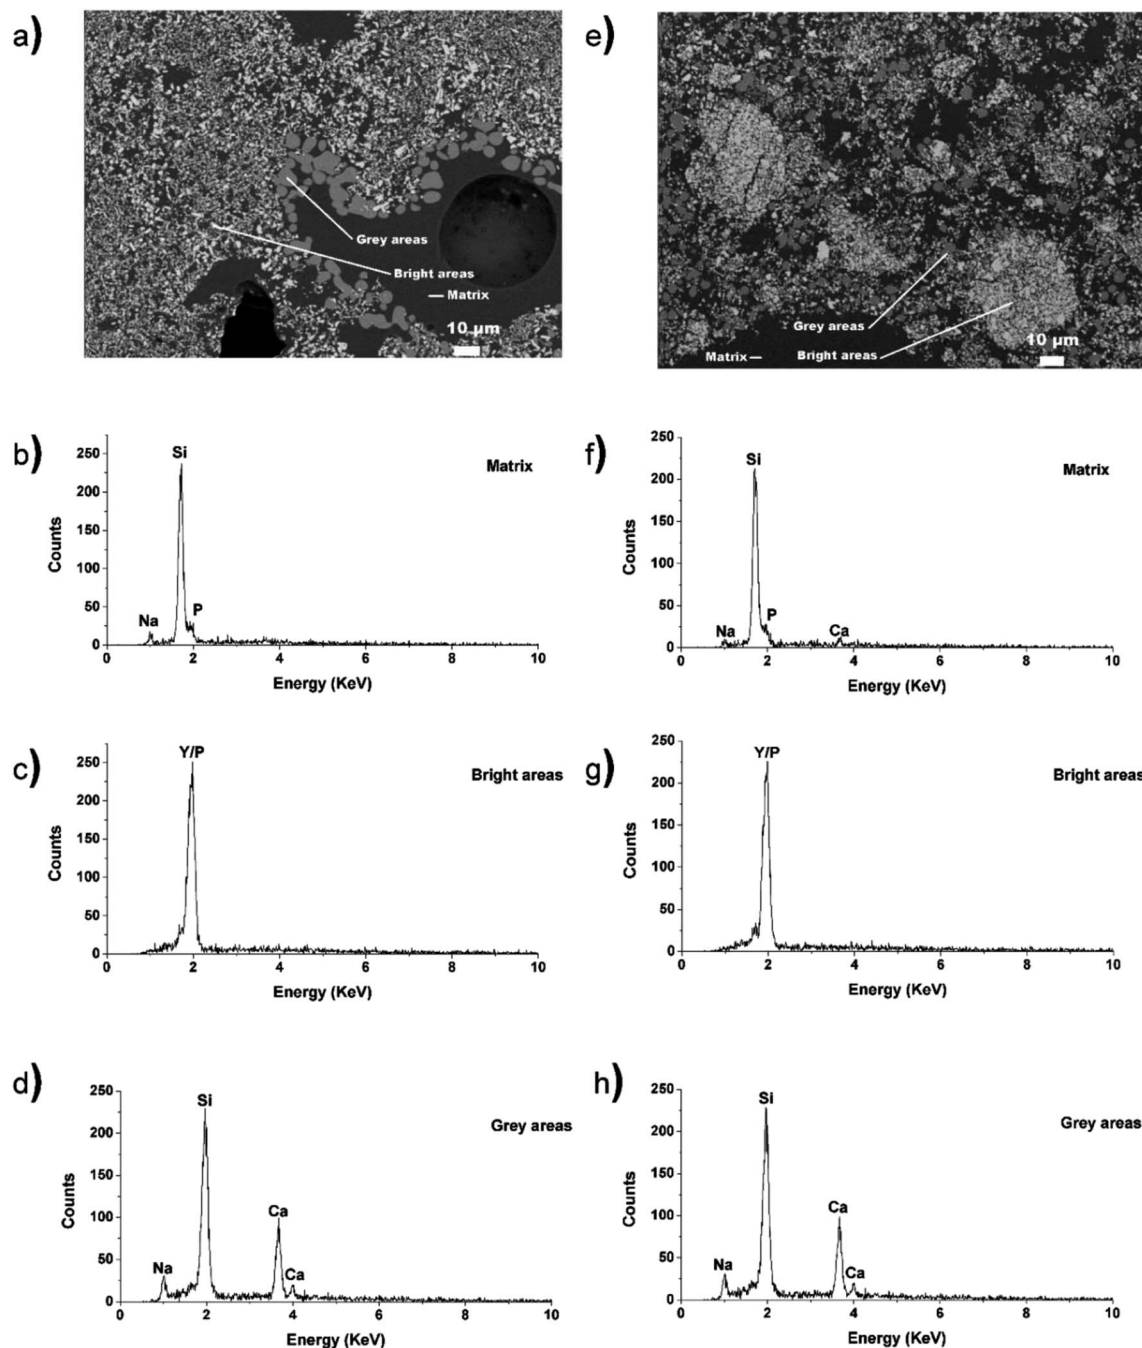 a)
Grey areas
Bright areas
Matrix
10 µm
e)
Grey areas
Matrix
Bright areas
10 µm
b)
250
200
150
100
50
0
Counts
Si
Na
P
Matrix
0 2 4 6 8 10
Energy (KeV)
f)
250
200
150
100
50
0
Counts
Si
Na
P
Ca
Matrix
0 2 4 6 8 10
Energy (KeV)
c)
250
200
150
100
50
0
Counts
Y/P
Bright areas
0 2 4 6 8 10
Energy (KeV)
g)
250
200
150
100
50
0
Counts
Y/P
Bright areas
0 2 4 6 8 10
Energy (KeV)
d)
250
200
150
100
50
0
Counts
Na
Si
Ca
Ca
Grey areas
0 2 4 6 8 10
Energy (KeV)
h)
250
200
150
100
50
0
Counts
Na
Si
Ca
Ca
Grey areas
0 2 4 6 8 10
Energy (KeV)